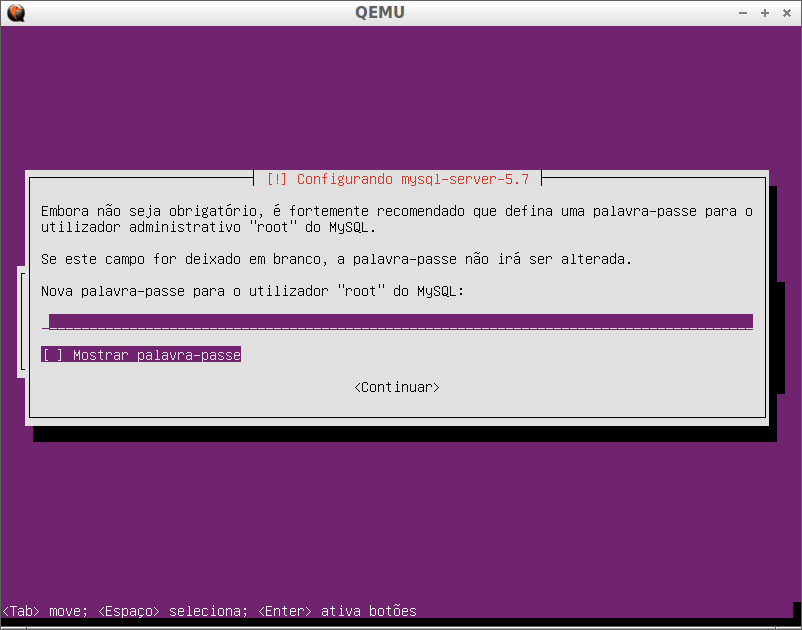 QEMU
[!] Configurando mysql-server-5.7
Embora não seja obrigatório, é fortemente recomendado que defina uma palavra-passe para o
utilizador administrativo "root" do MySQL.
Se este campo for deixado em branco, a palavra-passe não irá ser alterada.
Nova palavra-passe para o utilizador "root" do MySQL:
[ ] Mostrar palavra-passe
<Continuar>
<Tab> move; <Espaço> seleciona; <Enter> ativa botões